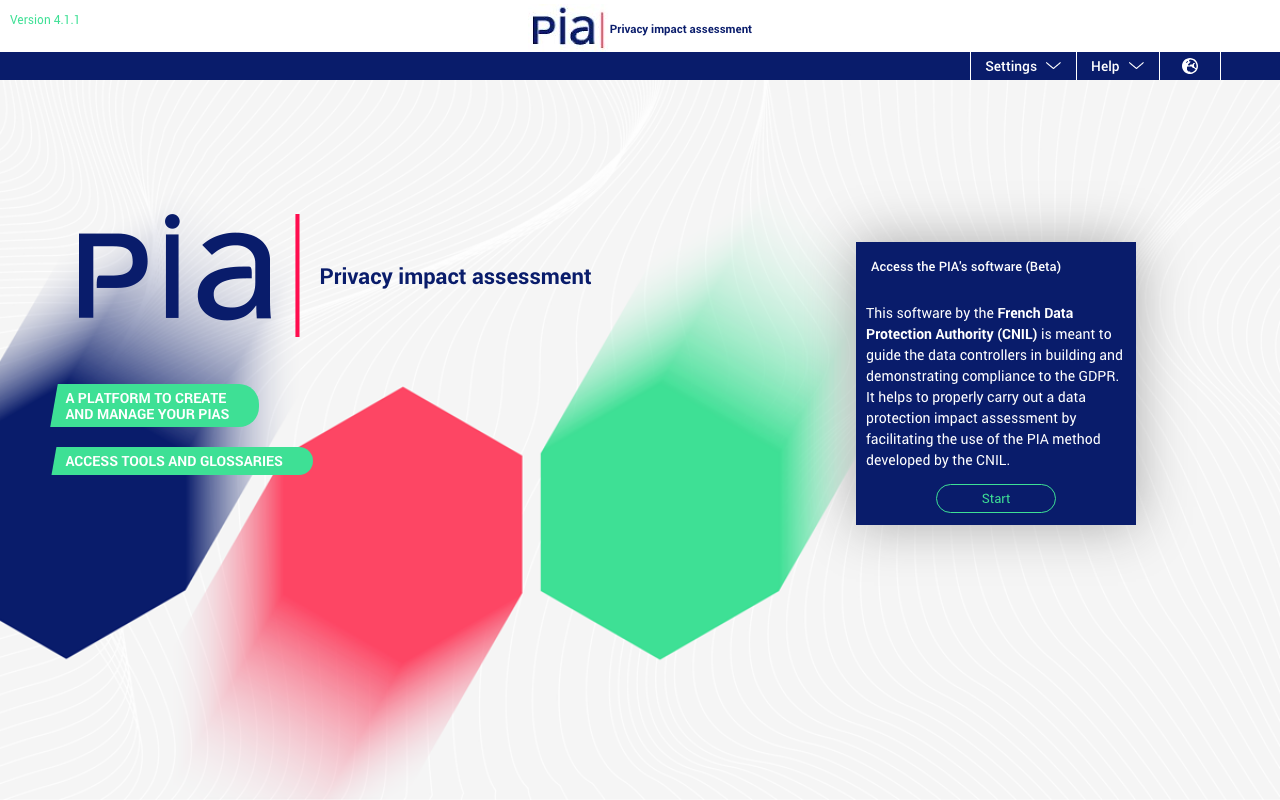 Version 4.1.1
pia Privacy impact assessment
Settings
Help
pia
Privacy impact assessment
A PLATFORM TO CREATE
AND MANAGE YOUR PIAS
ACCESS TOOLS AND GLOSSARIES
Access the PIA's software (Beta)
This software by the French Data
Protection Authority (CNIL) is meant to
guide the data controllers in building and
demonstrating compliance to the GDPR.
It helps to properly carry out a data
protection impact assessment by
facilitating the use of the PIA method
developed by the CNIL.
Start